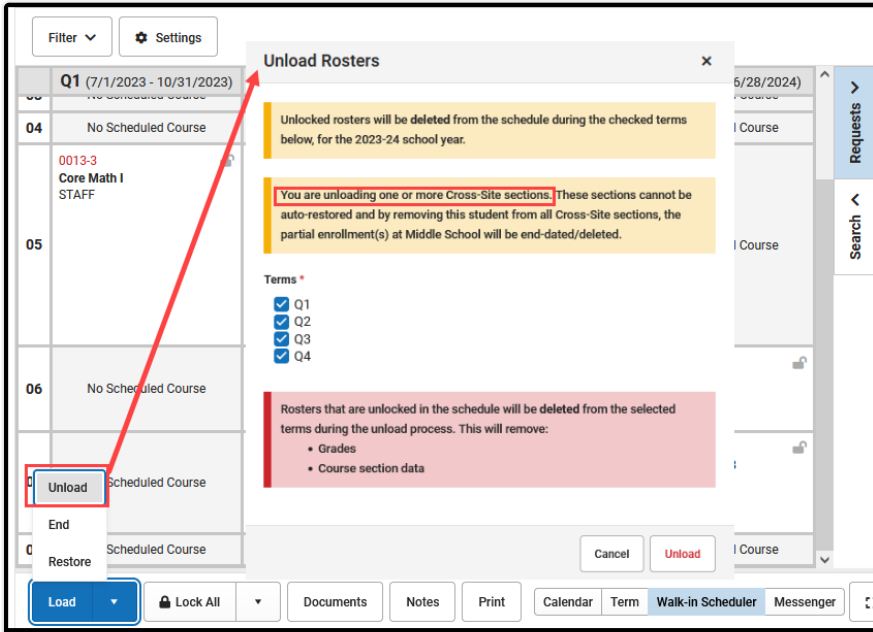 Filter
Settings
Unload Rosters
Q1 (7/1/2023 - 10/31/2023)
6/28/2024)
No Scheduled Course
04
No Scheduled Course
Course
0013-3
Core Math I
STAFF
05
Course
06
No Scheduled Course
Scheduled Course
Scheduled Course
Course
Unlocked rosters will be deleted from the schedule during the checked terms
below, for the 2023-24 school year.
You are unloading one or more Cross-Site sections. These sections cannot be
auto-restored and by removing this student from all Cross-Site sections, the
partial enrollment(s) at Middle School will be end-dated/deleted.
Terms *
Q1
Q2
Q3
Q4
Rosters that are unlocked in the schedule will be deleted from the selected
terms during the unload process. This will remove:
• Grades
• Course section data
Cancel
Unload
Requests
Search
Unload
End
Restore
Load
Lock All
Documents
Notes
Print
Calendar
Term
Walk-in Scheduler
Messenger